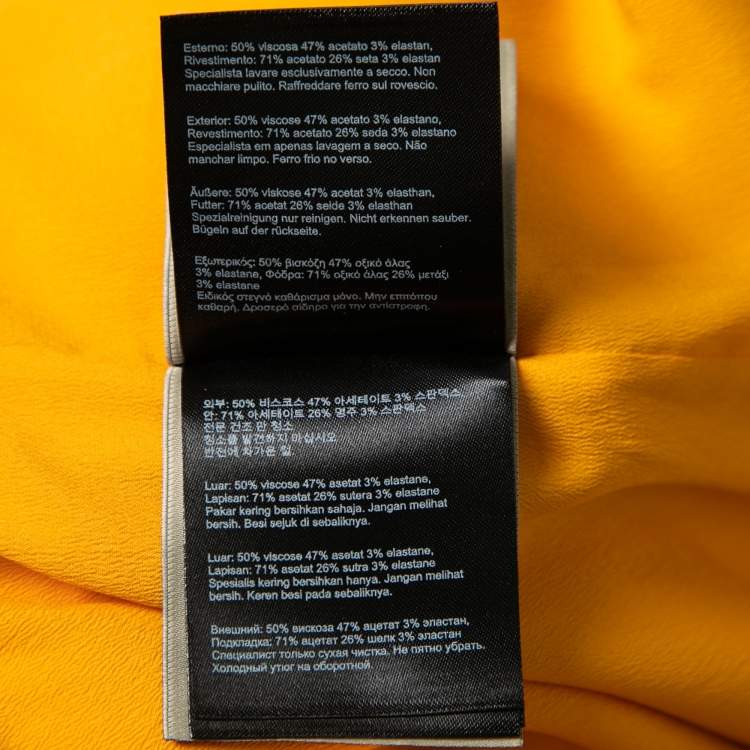 Esterno: 50% viscosa 47% acetato 3% elastan,
Rivestimento: 71% acetato 26% seta 3% elastan
Specialista lavare esclusivamente a secco. Non
macchiare pulito. Raffreddare ferro sul rovescio.
Exterior: 50% viscose 47% acetato 3% elastano,
Revestimento: 71% acetato 26% seda 3% elastano
Especialista em apenas lavagem a seco. Não
manchar limpo. Ferro frio no verso.
Äußere: 50% viskose 47% acetat 3% elasthan,
Futter: 71% acetat 26% seide 3% elasthan
Spezialreinigung nur reinigen. Nicht erkennen sauber.
Bügeln auf der rückseite.
Εξωτερικός: 50% βισκόζη 47% οξικό άλας
3% elastane, Φόδρα: 71% οξικό άλας 26% μετάξι
3% elastane
Ειδικός στεγνό καθάρισμα μόνο. Μην επιτόπου
καθαρή. Δροσερό σίδηρο για την αντίστροφη.
외부: 50% 비스코스 47% 아세테이트 3% 스판덱스,
안: 71% 아세테이트 26% 명주 3% 스판덱스
전문 건조 만 청소
청소를 발견하지 마십시오
반전에 차가운 철.
Luar: 50% viscose 47% asetat 3% elastane,
Lapisan: 71% asetat 26% sutera 3% elastane
Pakar kering bersihkan sahaja. Jangan melihat
bersih. Besi sejuk di sebaliknya.
Luar: 50% viscose 47% asetat 3% elastane,
Lapisan: 71% asetat 26% sutra 3% elastane
Spesialis kering bersihkan hanya. Jangan melihat
bersih. Keren besi pada sebaliknya.
Внешний: 50% вискоза 47% ацетат 3% эластан,
Подкладка: 71% ацетат 26% шелк 3% эластан
Специалист только сухая чистка. Не пятно убрать.
Холодный утюг на оборотной.